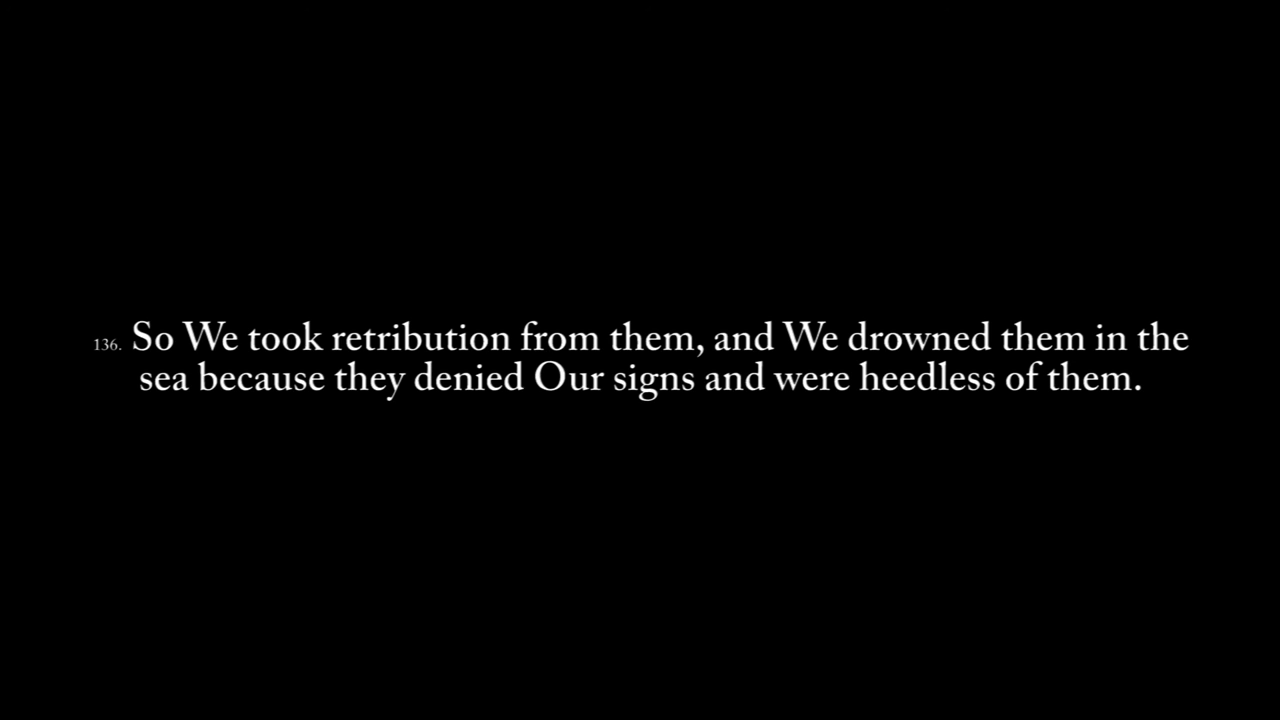 136. So We took retribution from them, and We drowned them in the
sea because they denied Our signs and were heedless of them.